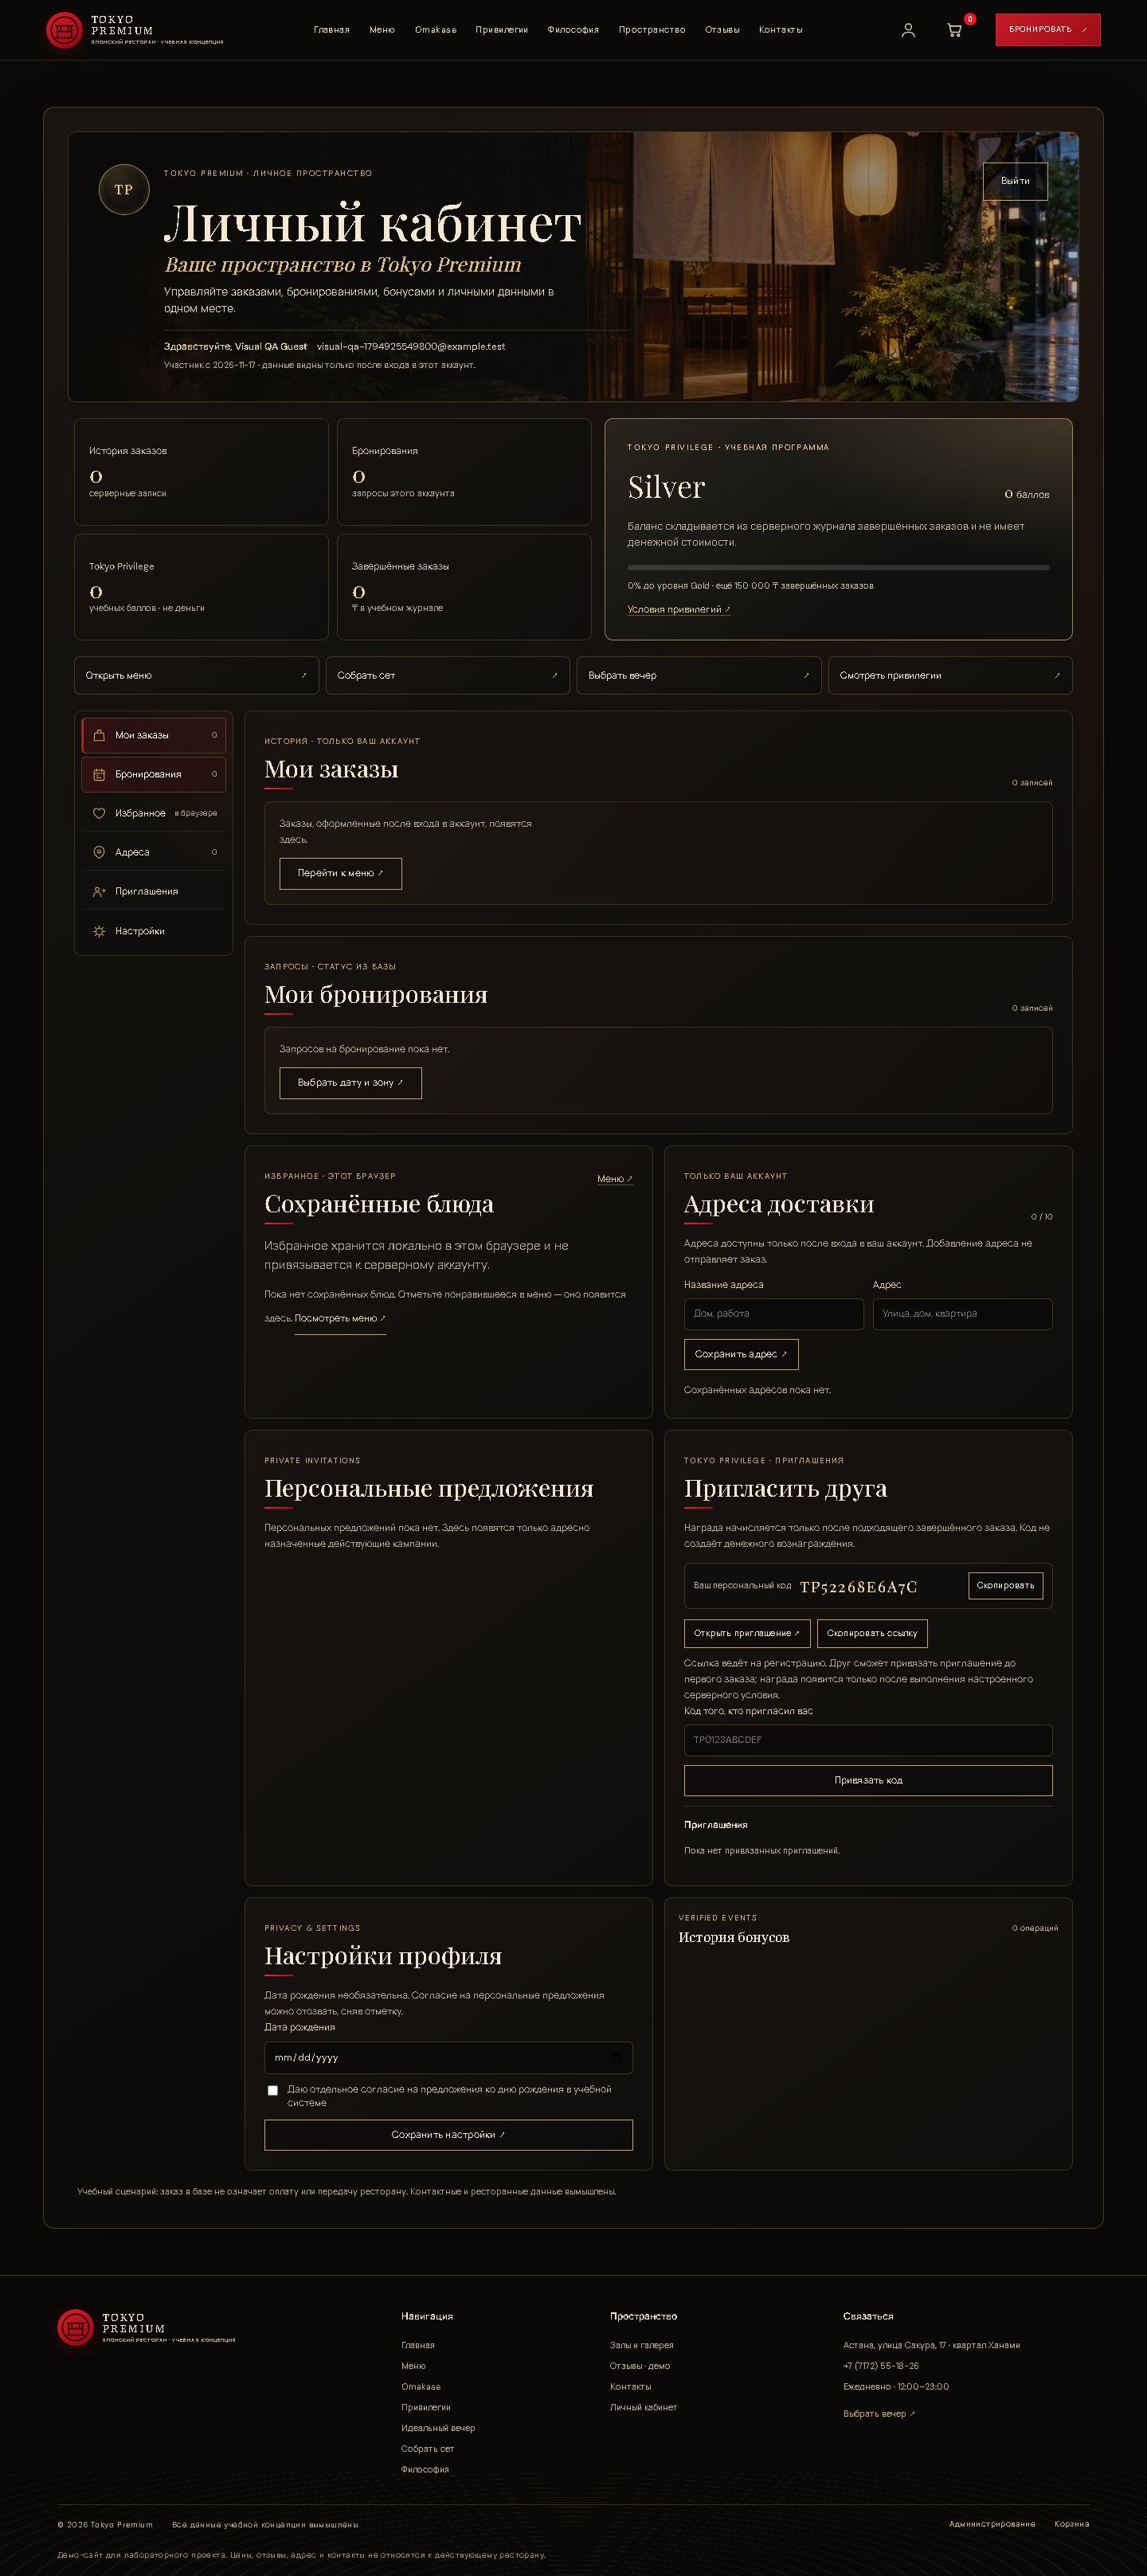 TOKYO
PREMIUM
ЯПОНСКИЙ РЕСТОРАН · УЧЕБНАЯ КОНЦЕПЦИЯ
Главная
Меню
Omakase
Привилегии
Философия
Пространство
Отзывы
Контакты
0
БРОНИРОВАТЬ ↗
TP
TOKYO PREMIUM · ЛИЧНОЕ ПРОСТРАНСТВО
Личный кабинет
Ваше пространство в Tokyo Premium
Управляйте заказами, бронированиями, бонусами и личными данными в
одном месте.
Здравствуйте, Visual QA Guest visual-qa-1794925549800@example.test
Участник с 2026-11-17 · данные видны только после входа в этот аккаунт.
Выйти
История заказов
0
серверные записи
Бронирования
0
запросы этого аккаунта
Tokyo Privilege
0
учебных баллов · не деньги
Завершённые заказы
0
₸ в учебном журнале
TOKYO PRIVILEGE · УЧЕБНАЯ ПРОГРАММА
Silver
0 баллов
Баланс складывается из серверного журнала завершённых заказов и не имеет
денежной стоимости.
0% до уровня Gold · ещё 150 000 ₸ завершённых заказов
Условия привилегий ↗
Открыть меню ↗
Собрать сет ↗
Выбрать вечер ↗
Смотреть привилегии ↗
Мои заказы 0
Бронирования 0
Избранное в браузере
Адреса 0
Приглашения
Настройки
ИСТОРИЯ · ТОЛЬКО ВАШ АККАУНТ
Мои заказы
0 записей
Заказы, оформленные после входа в аккаунт, появятся
здесь.
Перейти к меню ↗
ЗАПРОСЫ · СТАТУС ИЗ БАЗЫ
Мои бронирования
0 записей
Запросов на бронирование пока нет.
Выбрать дату и зону ↗
ИЗБРАННОЕ · ЭТОТ БРАУЗЕР
Меню ↗
Сохранённые блюда
Избранное хранится локально в этом браузере и не
привязывается к серверному аккаунту.
Пока нет сохранённых блюд. Отметьте понравившееся в меню — оно появится
здесь. Посмотреть меню ↗
ТОЛЬКО ВАШ АККАУНТ
Адреса доставки
0 / 10
Адреса доступны только после входа в ваш аккаунт. Добавление адреса не
отправляет заказ.
Название адреса
Адрес
Дом, работа
Улица, дом, квартира
Сохранить адрес ↗
Сохранённых адресов пока нет.
PRIVATE INVITATIONS
Персональные предложения
Персональных предложений пока нет. Здесь появятся только адресно
назначенные действующие кампании.
TOKYO PRIVILEGE · ПРИГЛАШЕНИЯ
Пригласить друга
Награда начисляется только после подходящего завершённого заказа. Код не
создаёт денежного вознаграждения.
Ваш персональный код TP52268E6A7C
Скопировать
Открыть приглашение ↗
Скопировать ссылку
Ссылка ведёт на регистрацию. Друг сможет привязать приглашение до
первого заказа; награда появится только после выполнения настроенного
серверного условия.
Код того, кто пригласил вас
TP0123ABCDEF
Привязать код
Приглашения
Пока нет привязанных приглашений.
PRIVACY & SETTINGS
Настройки профиля
Дата рождения необязательна. Согласие на персональные предложения
можно отозвать, сняв отметку.
Дата рождения
mm/dd/yyyy
Даю отдельное согласие на предложения ко дню рождения в учебной
системе
Сохранить настройки ↗
VERIFIED EVENTS
История бонусов
0 операций
Учебный сценарий: заказ в базе не означает оплату или передачу ресторану. Контактные и ресторанные данные вымышлены.
TOKYO
PREMIUM
ЯПОНСКИЙ РЕСТОРАН · УЧЕБНАЯ КОНЦЕПЦИЯ
Навигация
Главная
Меню
Omakase
Привилегии
Идеальный вечер
Собрать сет
Философия
Пространство
Залы и галерея
Отзывы · демо
Контакты
Личный кабинет
Связаться
Астана, улица Сакура, 17 · квартал Ханами
+7 (7172) 55-18-26
Ежедневно · 12:00–23:00
Выбрать вечер ↗
© 2026 Tokyo Premium
Все данные учебной концепции вымышлены
Администрирование
Корзина
Демо-сайт для лабораторного проекта. Цены, отзывы, адрес и контакты не относятся к действующему ресторану.